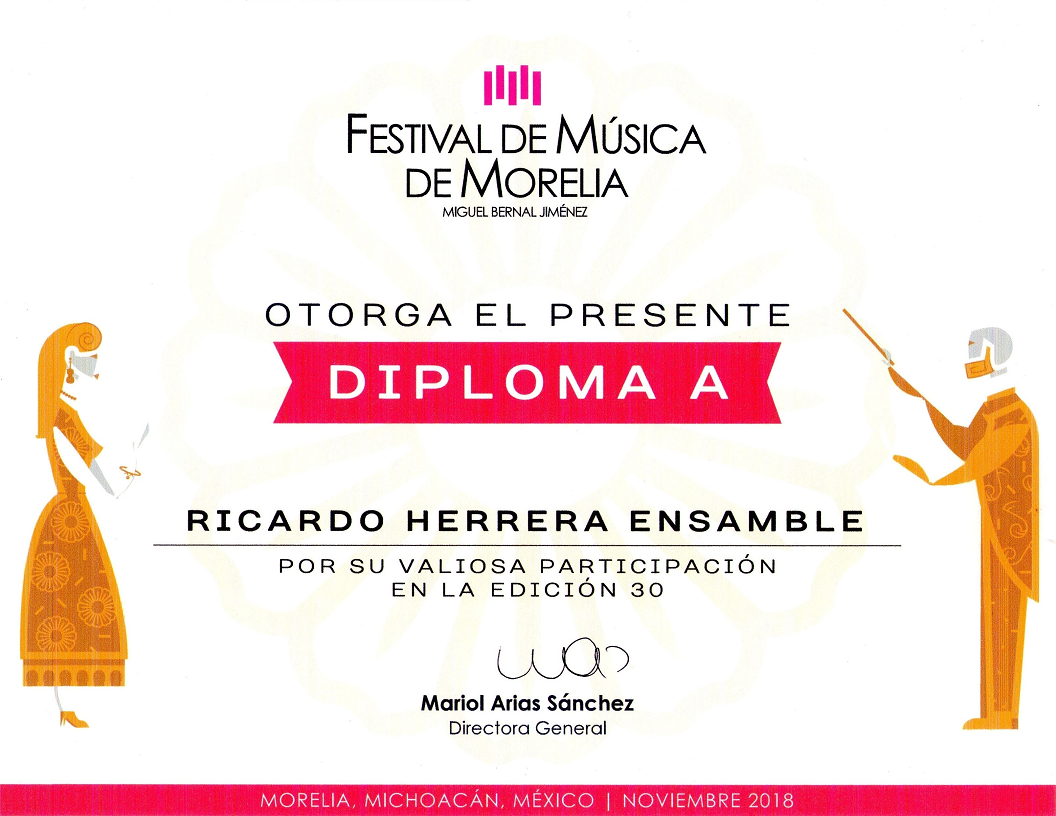 FESTIVAL DE MÚSICA
DE MORELIA
MIGUEL BERNAL JIMÉNEZ
OTORGA EL PRESENTE
DIPLOMA A
RICARDO HERRERA ENSAMBLE
POR SU VALIOSA PARTICIPACIÓN
EN LA EDICIÓN 30
Mariol Arias Sánchez
Directora General
MORELIA, MICHOACÁN, MÉXICO | NOVIEMBRE 2018